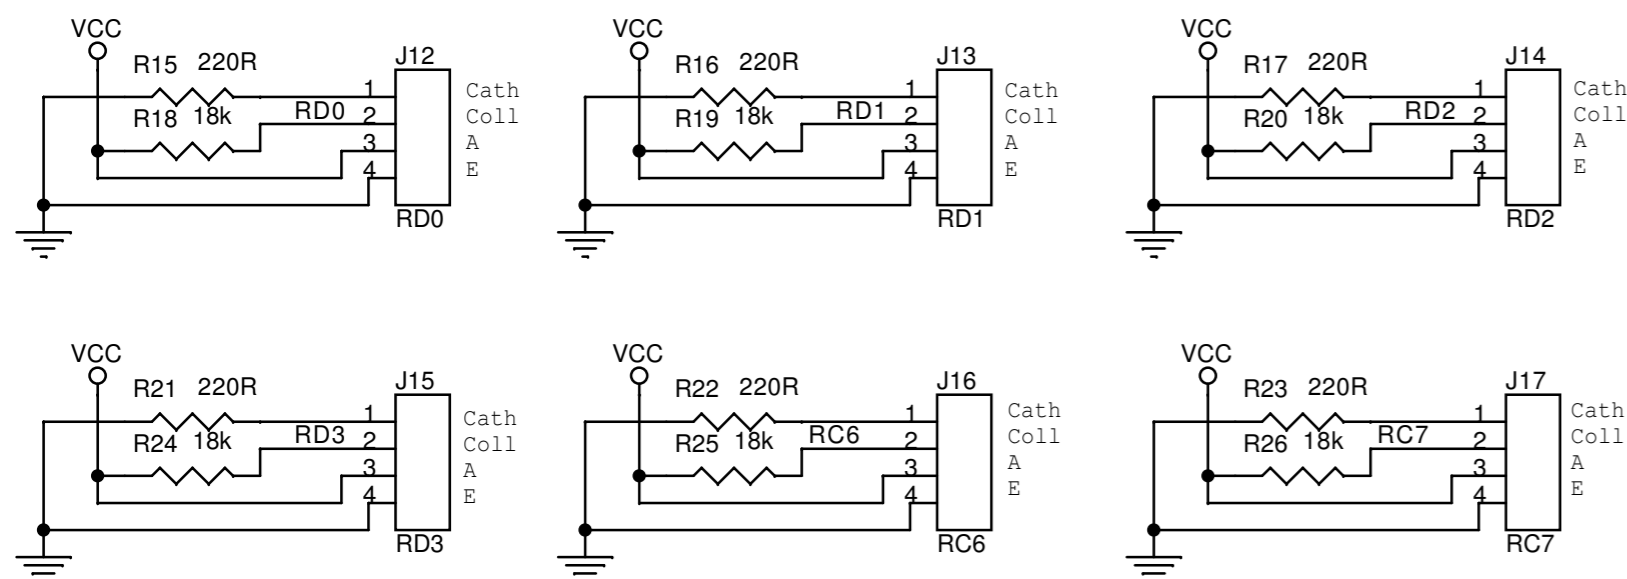 VCC VCC VCC
R15 220R J12 R16 220R J13 R17 220R J14
1 Cath 1 Cath 1 Cath
R18 18k RD0 2 Coll R19 18k RD1 2 Coll R20 18k RD2 2 Coll
3 A 3 A 3 A
4 E 4 E 4 E
RD0 RD1 RD2
VCC VCC VCC
R21 220R J15 R22 220R J16 R23 220R J17
1 Cath 1 Cath 1 Cath
R24 18k RD3 2 Coll R25 18k RC6 2 Coll R26 18k RC7 2 Coll
3 A 3 A 3 A
4 E 4 E 4 E
RD3 RC6 RC7